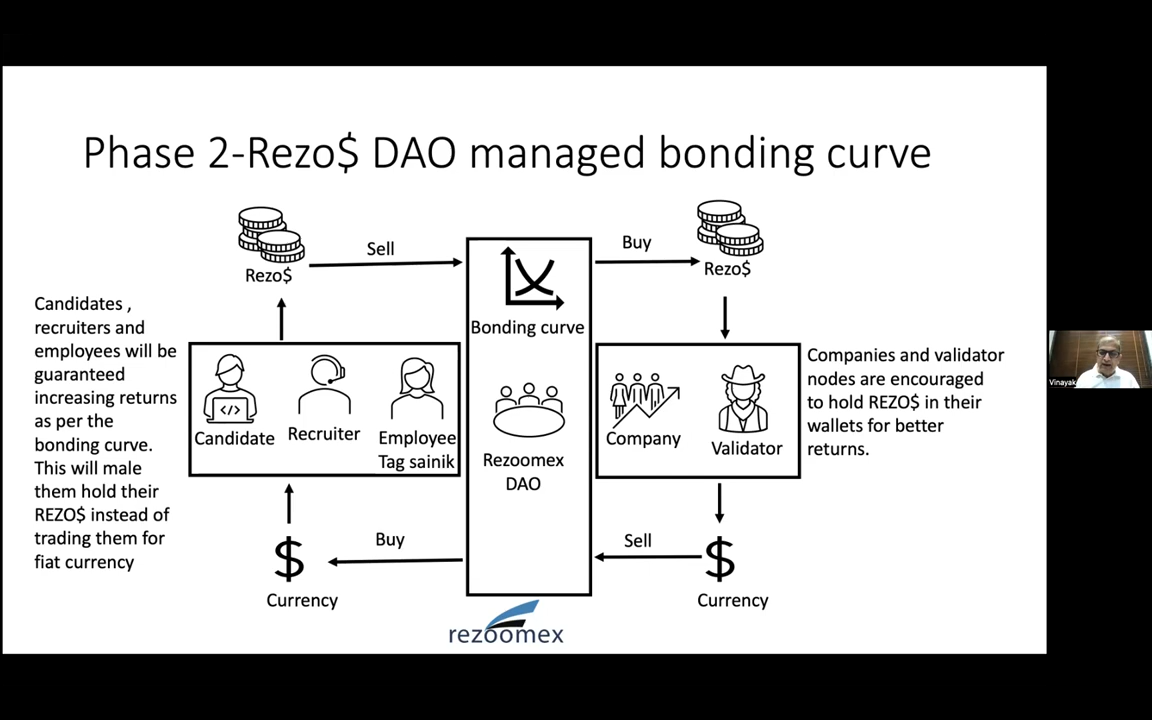 Phase 2-Rezo$ DAO managed bonding curve
Rezo$
Sell
Buy
Rezo$
Bonding curve
Candidates ,
recruiters and
employees will be
guaranteed
increasing returns
as per the
bonding curve.
This will male
them hold their
REZO$ instead of
trading them for
fiat currency
Candidate
Recruiter
Employee
Tag sainik
Rezoomex
DAO
Company
Validator
Companies and validator
nodes are encouraged
to hold REZO$ in their
wallets for better
returns.
$
Currency
Buy
Sell
$
Currency
rezoomex
Vinayak